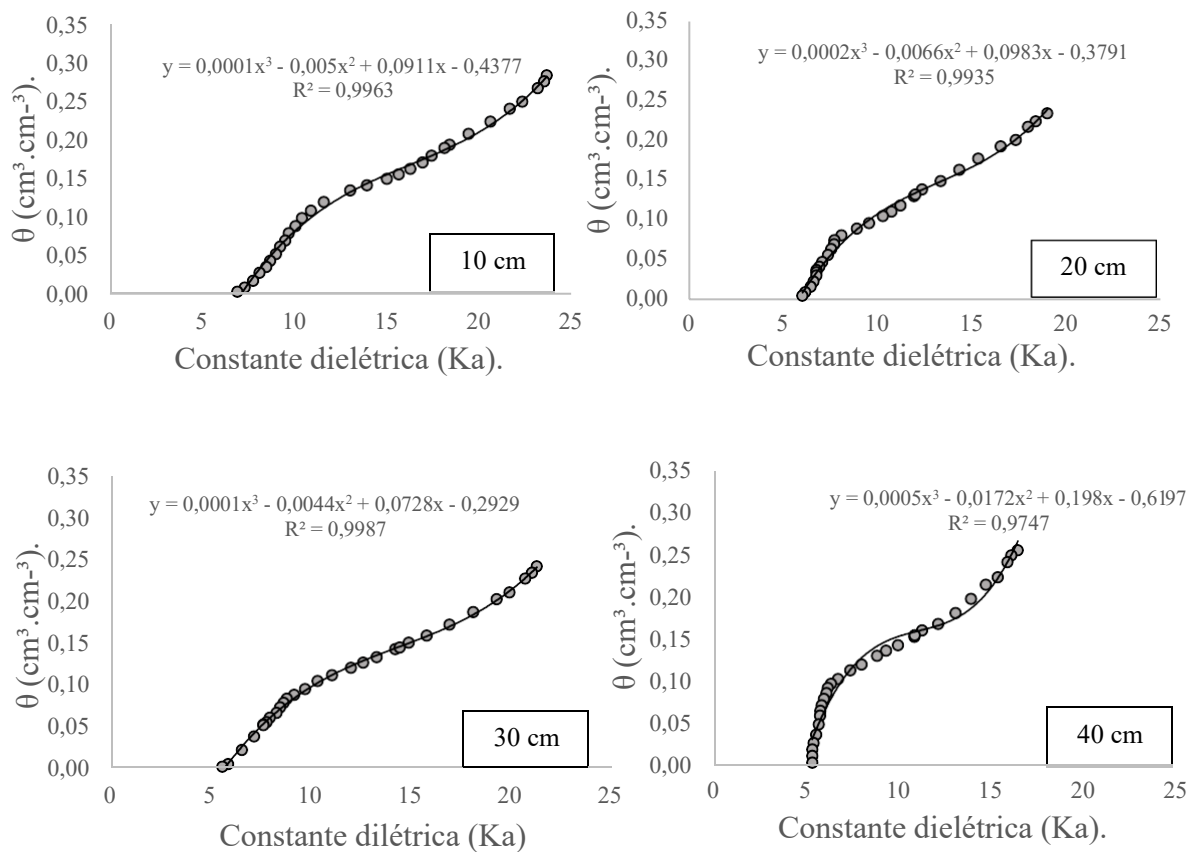 0,35
0,30
0,25
0,20
0,15
0,10
0,05
0,00
θ (cm³.cm-³).
y = 0,0001x³ - 0,005x² + 0,0911x - 0,4377
R² = 0,9963
10 cm
0 5 10 15 20 25
Constante dielétrica (Ka).
0,35
0,30
0,25
0,20
0,15
0,10
0,05
0,00
θ (cm³.cm-³).
y = 0,0002x³ - 0,0066x² + 0,0983x - 0,3791
R² = 0,9935
20 cm
0 5 10 15 20 25
Constante dielétrica (Ka).
0,35
0,30
0,25
0,20
0,15
0,10
0,05
0,00
θ (cm³.cm-³).
y = 0,0001x³ - 0,0044x² + 0,0728x - 0,2929
R² = 0,9987
30 cm
0 5 10 15 20 25
Constante dilétrica (Ka)
0,35
0,30
0,25
0,20
0,15
0,10
0,05
0,00
θ (cm³.cm-³).
y = 0,0005x³ - 0,0172x² + 0,198x - 0,6197
R² = 0,9747
40 cm
0 5 10 15 20 25
Constante dielétrica (Ka).